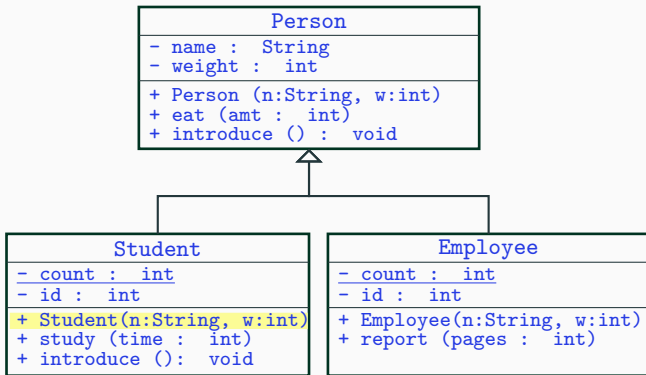 Person
- name : String
- weight : int
+ Person (n:String, w:int)
+ eat (amt : int)
+ introduce () : void
Student
- count : int
- id : int
+ Student(n:String, w:int)
+ study (time : int)
+ introduce (): void
Employee
- count : int
- id : int
+ Employee(n:String, w:int)
+ report (pages : int)